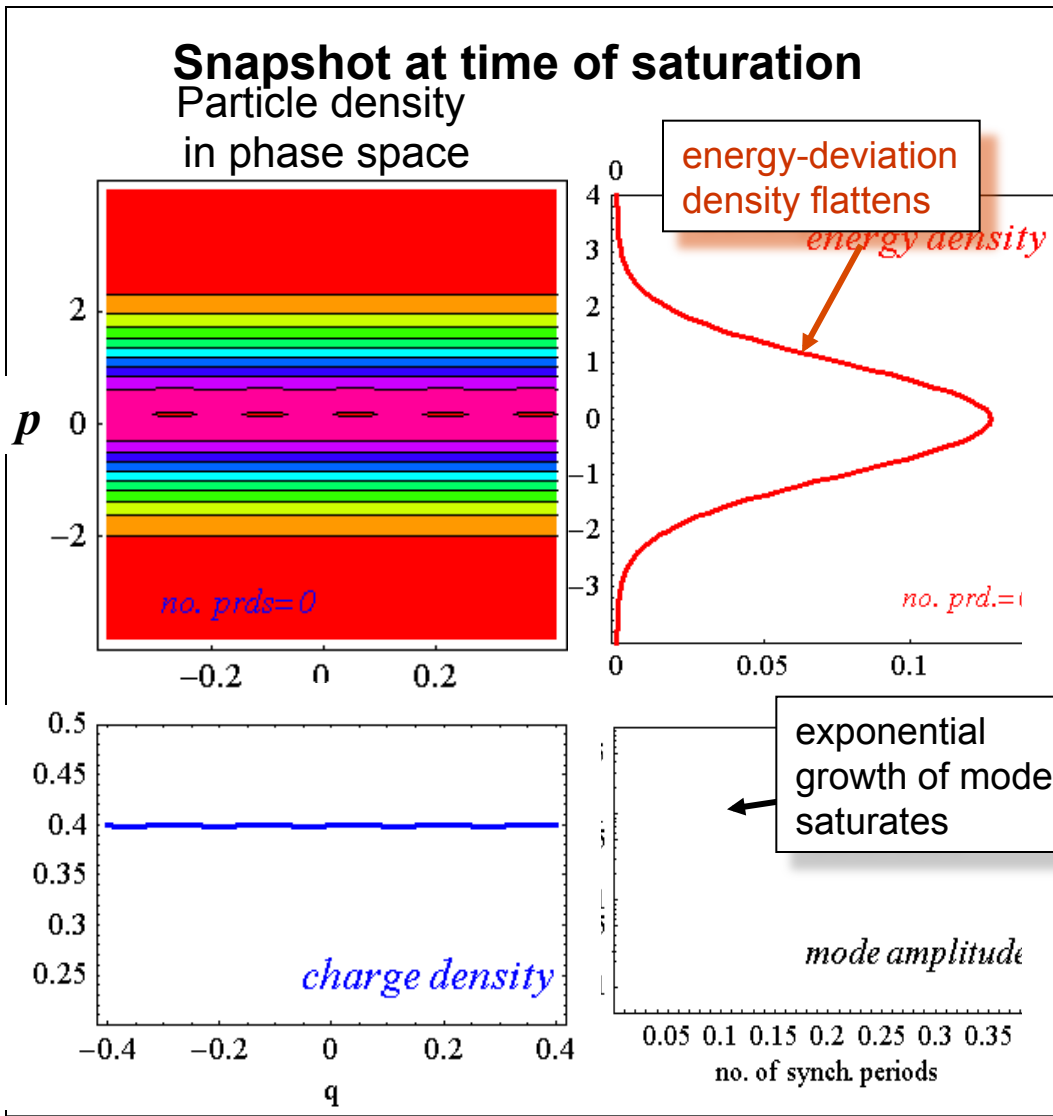 Snapshot at time of saturation
Particle density
in phase space
energy-deviation
density flattens
0
4
3
2
1
0
−1
−2
−3
energy density
no. prd.=
0
0.05
0.1
p
2
0
−2
no. prds=0
−0.2
0
0.2
0.5
0.45
0.4
0.35
0.3
0.25
charge density
−0.4
−0.2
0
0.2
0.4
q
exponential
growth of mode
saturates
mode amplitude
0.05 0.1 0.15 0.2 0.25 0.3 0.35
no. of synch. periods